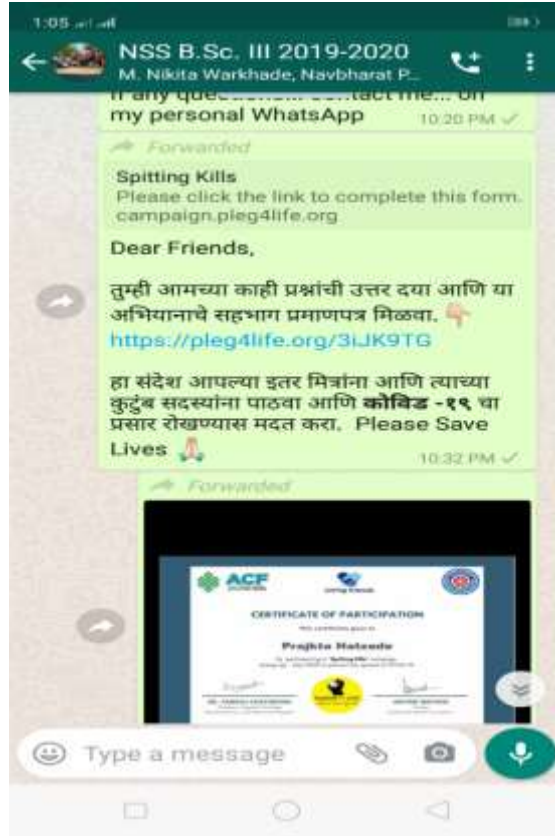 1:05
NSS B.Sc. III 2019-2020
M. Nikita Warkhade, Navbharat P...
If any
my personal WhatsApp 10:20 PM
Forwarded
Spitting Kills
Please click the link to complete this form.
campaign.pleg4life.org
Dear Friends,
तुम्ही आमच्या काही प्रश्नांची उत्तर दया आणि या
अभियानाचे सहभाग प्रमाणपत्र मिळवा. 👇
https://pleg4life.org/3iJK9TG
हा संदेश आपल्या इतर मित्रांना आणि त्याच्या
कुटुंब सदस्यांना पाठवा आणि कोविड -१९ चा
प्रसार रोखण्यास मदत करा. Please Save
Lives 🙏 10:32 PM
Forwarded
ACF
CERTIFICATE OF PARTICIPATION
Type a message